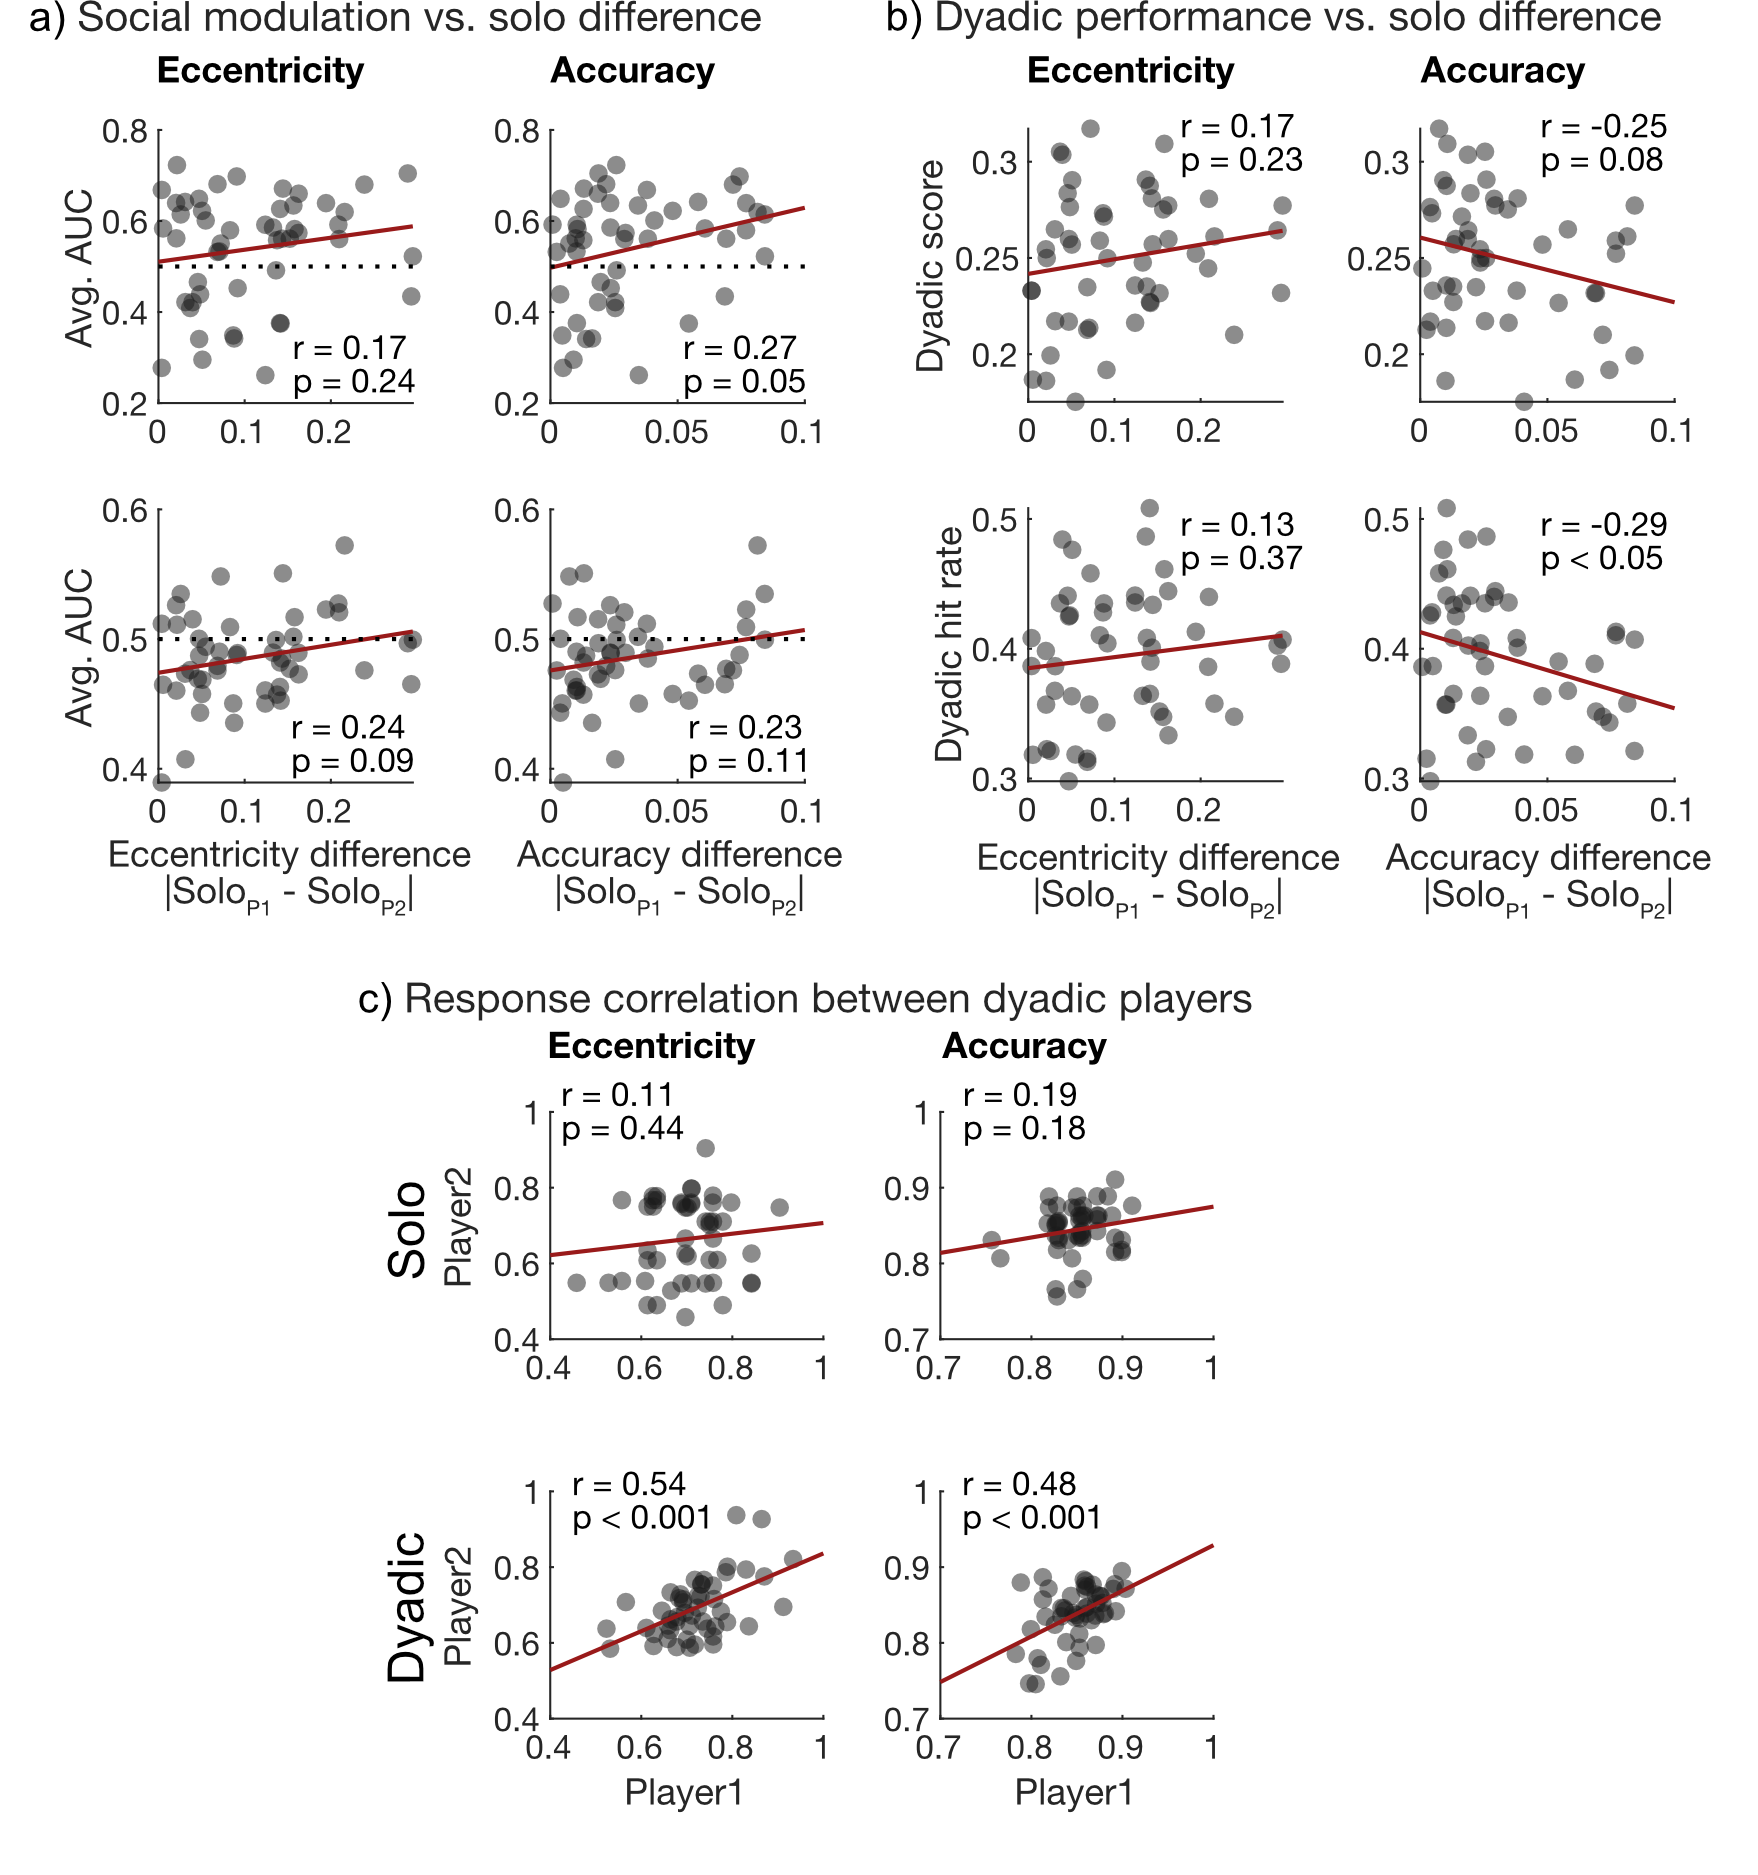 a) Social modulation vs. solo difference
Eccentricity
Accuracy
Avg. AUC
0.8
0.6
0.4
0.2
r = 0.17
p = 0.24
0
0.1
0.2
0.8
0.6
0.4
0.2
r = 0.27
p = 0.05
0
0.05
0.1
Avg. AUC
0.6
0.5
0.4
r = 0.24
p = 0.09
0
0.1
0.2
Eccentricity difference
|SoloP1 - SoloP2|
0.6
0.5
0.4
r = 0.23
p = 0.11
0
0.05
0.1
Accuracy difference
|SoloP1 - SoloP2|
b) Dyadic performance vs. solo difference
Eccentricity
Accuracy
Dyadic score
0.3
0.25
0.2
r = 0.17
p = 0.23
0
0.1
0.2
0.3
0.25
0.2
r = -0.25
p = 0.08
0
0.05
0.1
Dyadic hit rate
0.5
0.4
0.3
r = 0.13
p = 0.37
0
0.1
0.2
Eccentricity difference
|SoloP1 - SoloP2|
0.5
0.4
0.3
r = -0.29
p < 0.05
0
0.05
0.1
Accuracy difference
|SoloP1 - SoloP2|
c) Response correlation between dyadic players
Eccentricity
Accuracy
Solo
Player2
1
0.8
0.6
0.4
r = 0.11
p = 0.44
0.4
0.6
0.8
1
1
0.9
0.8
0.7
r = 0.19
p = 0.18
0.7
0.8
0.9
1
Dyadic
Player2
1
0.8
0.6
0.4
r = 0.54
p < 0.001
0.4
0.6
0.8
1
Player1
1
0.9
0.8
0.7
r = 0.48
p < 0.001
0.7
0.8
0.9
1
Player1